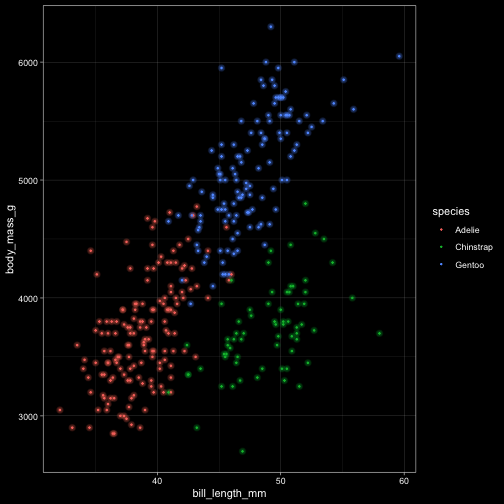 6000
5000
4000
3000
body_mass_g
40
50
60
bill_length_mm
species
Adelie
Chinstrap
Gentoo